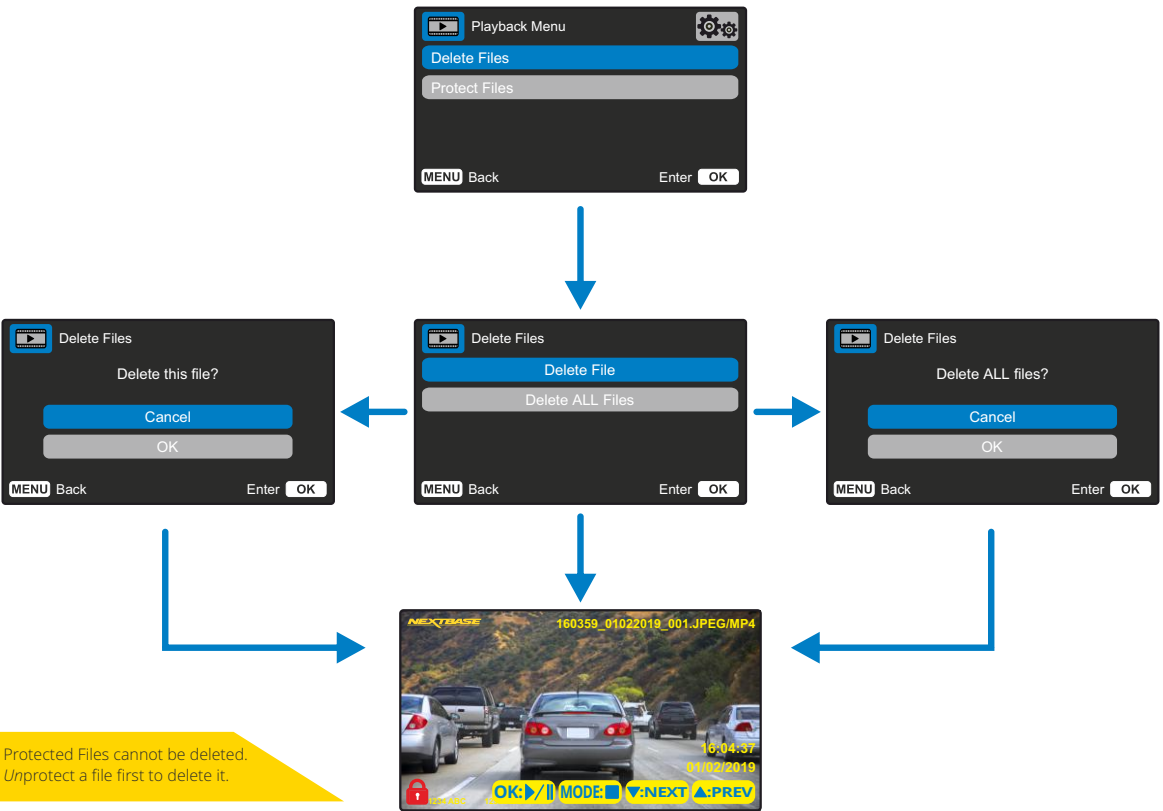 Playback Menu
Delete Files
Protect Files
MENU Back Enter OK
Delete Files
Delete this file?
Cancel
OK
MENU Back Enter OK
Delete Files
Delete File
Delete ALL Files
MENU Back Enter OK
Delete Files
Delete ALL files?
Cancel
OK
MENU Back Enter OK
NEXTBASE 160359_01022019_001.JPEG/MP4
16:04:37
01/02/2019
OK:▶/|| MODE:■ ▼:NEXT ▲:PREV
Protected Files cannot be deleted.
Unprotect a file first to delete it.